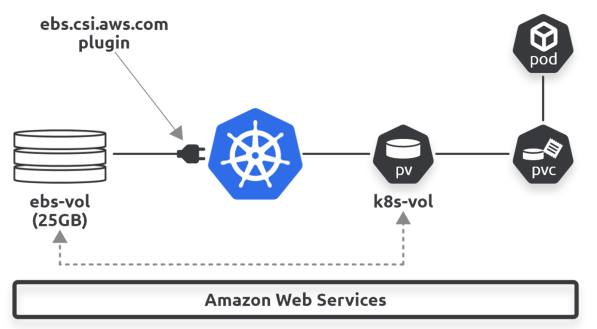 ebs.csi.aws.com
plugin
pod
pv
pvc
ebs-vol
(25GB)
k8s-vol
Amazon Web Services